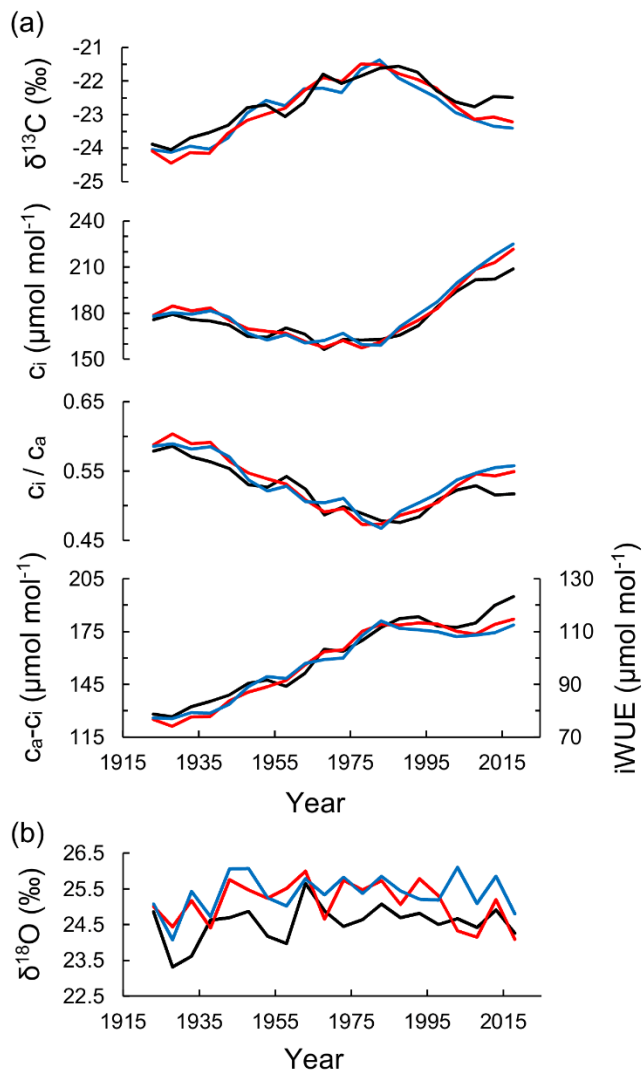 (a)
δ¹³C (‰)
-21
-22
-23
-24
-25
cᵢ (µmol mol⁻¹)
240
210
180
150
cᵢ / cₐ
0.65
0.55
0.45
cₐ-cᵢ (µmol mol⁻¹)
205
175
145
115
130
110
90
70
iWUE (µmol mol⁻¹)
1915 1935 1955 1975 1995 2015
Year
(b)
δ¹⁸O (‰)
26.5
25.5
24.5
23.5
22.5
1915 1935 1955 1975 1995 2015
Year